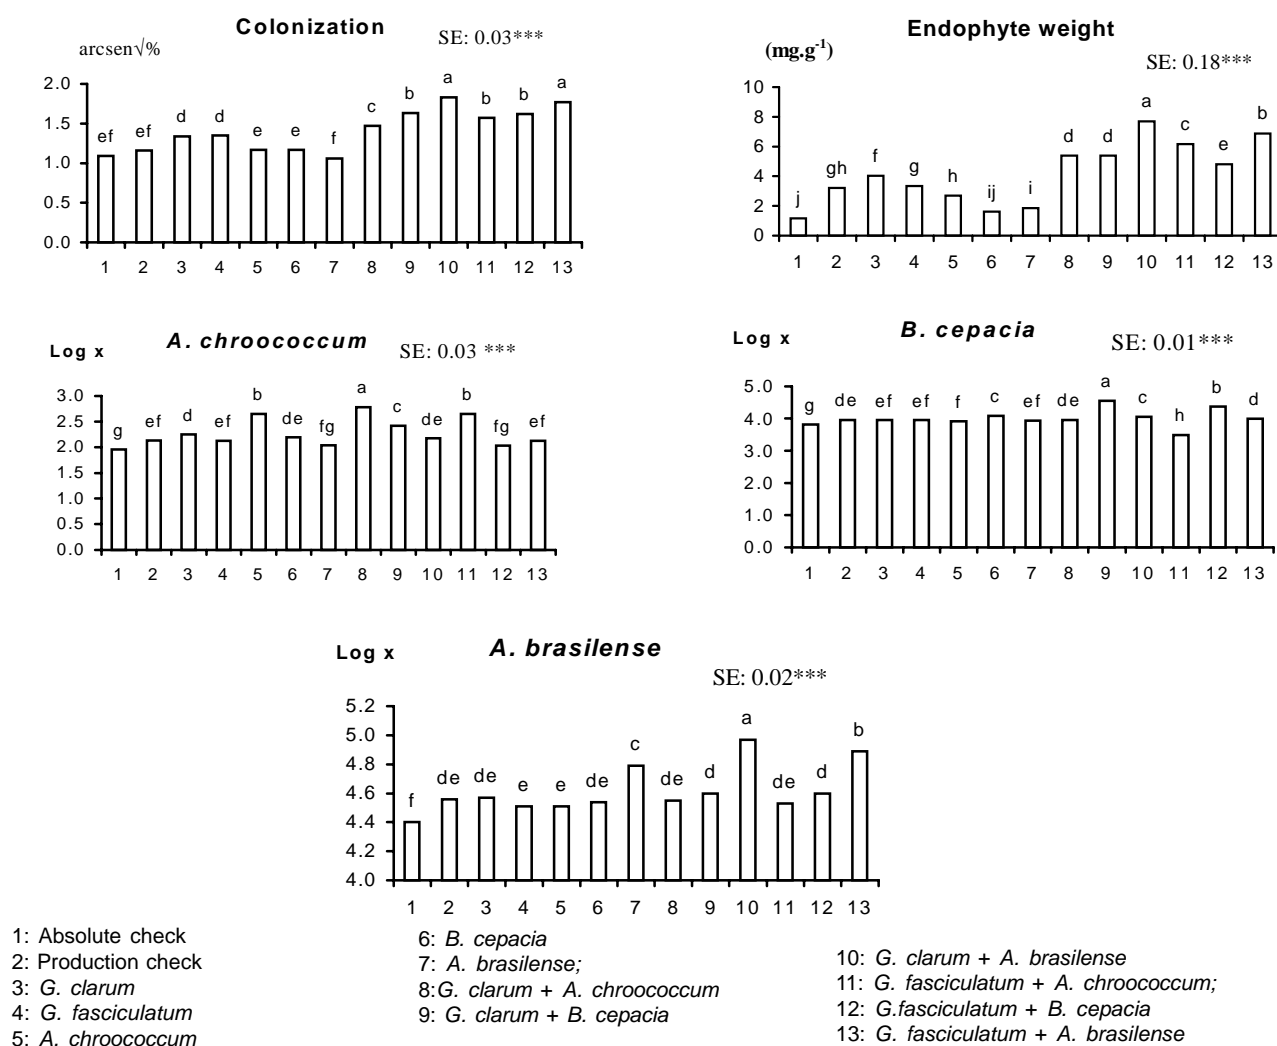 Colonization
SE: 0.03***
arcsen√%
2.0
1.5
1.0
0.5
0.0
ef ef d d e e f c b a b b a
1 2 3 4 5 6 7 8 9 10 11 12 13
Endophyte weight
(mg.g⁻¹)
SE: 0.18***
10
8
6
4
2
0
j gh f g h ij i d d a c e b
1 2 3 4 5 6 7 8 9 10 11 12 13
A. chroococcum
Log x
SE: 0.03 ***
3.0
2.5
2.0
1.5
1.0
0.5
0.0
g ef d ef b de fg a c de b fg ef
1 2 3 4 5 6 7 8 9 10 11 12 13
B. cepacia
Log x
SE: 0.01***
5.0
4.0
3.0
2.0
1.0
0.0
g de ef ef f c ef de a c h b d
1 2 3 4 5 6 7 8 9 10 11 12 13
A. brasilense
Log x
SE: 0.02***
5.2
5.0
4.8
4.6
4.4
4.2
4.0
f de de e e de c de d a de d b
1 2 3 4 5 6 7 8 9 10 11 12 13
1: Absolute check
2: Production check
3: G. clarum
4: G. fasciculatum
5: A. chroococcum
6: B. cepacia
7: A. brasilense;
8:G. clarum + A. chroococcum
9: G. clarum + B. cepacia
10: G. clarum + A. brasilense
11: G. fasciculatum + A. chroococcum;
12: G.fasciculatum + B. cepacia
13: G. fasciculatum + A. brasilense